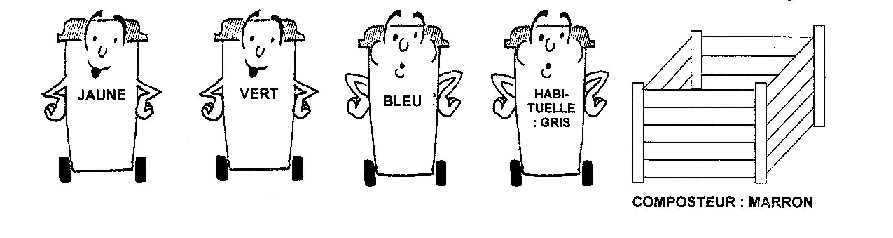 JAUNE
VERT
BLEU
HABI-
TUELLE
: GRIS
COMPOSTEUR : MARRON